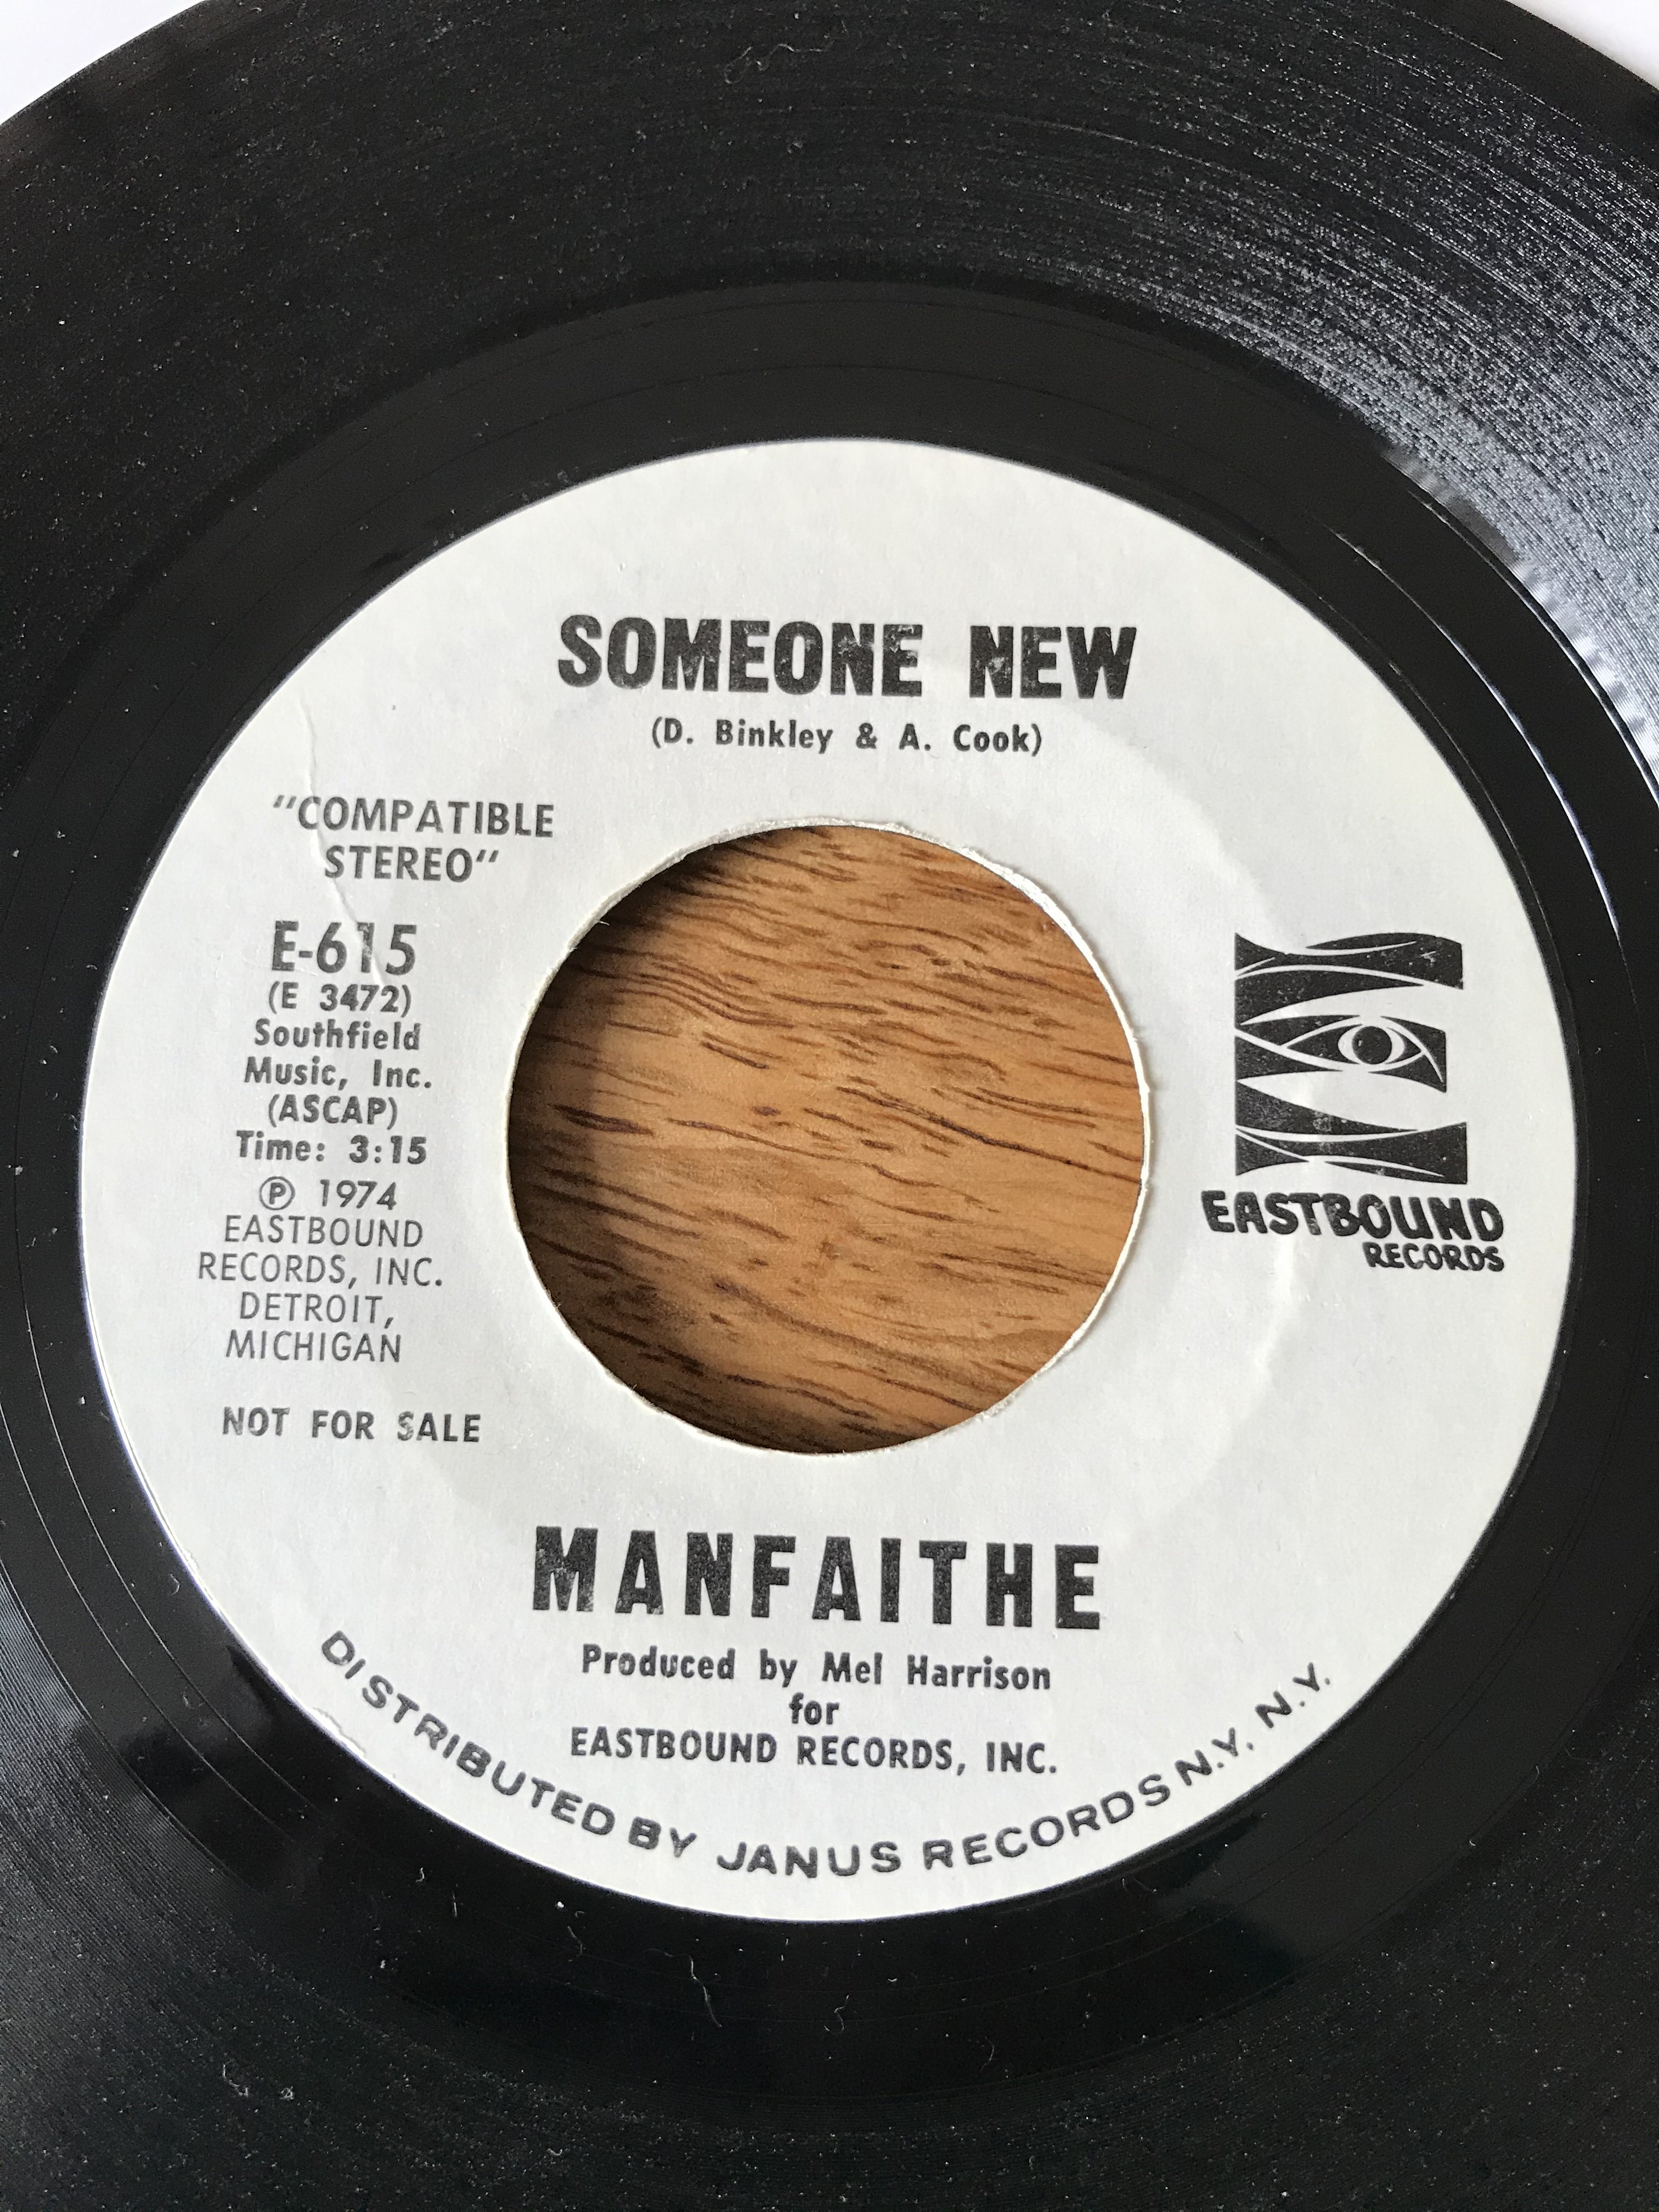 SOMEONE NEW
(D. Binkley & A. Cook)
"COMPATIBLE
STEREO"
E-615
(E 3472)
Southfield
Music, Inc.
(ASCAP)
Time: 3:15
Ⓟ 1974
EASTBOUND
RECORDS, INC.
DETROIT,
MICHIGAN
NOT FOR SALE
EASTBOUND
RECORDS
MANFAITHE
Produced by Mel Harrison
for
EASTBOUND RECORDS, INC.
DISTRIBUTED BY JANUS RECORDS N.Y. N.Y.